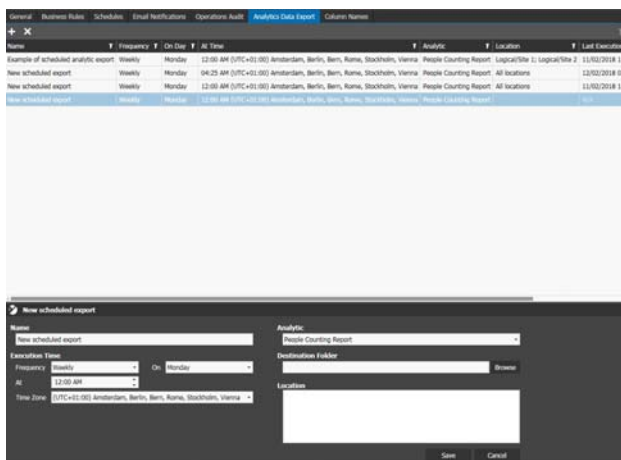 General Business Rules Schedules Email Notifications Operations Audit Analytics Data Export Column Names
Name Frequency On Day At Time Analytic Location Last Execution
Example of scheduled analytic export Weekly Monday 12:00 AM (UTC+01:00) Amsterdam, Berlin, Bern, Rome, Stockholm, Vienna People Counting Report Logical/Site 1; Logical/Site 2 11/02/2018 1
New scheduled export Weekly Monday 04:25 AM (UTC+01:00) Amsterdam, Berlin, Bern, Rome, Stockholm, Vienna People Counting Report All locations 12/02/2018 0
New scheduled export Weekly Monday 12:00 AM (UTC+01:00) Amsterdam, Berlin, Bern, Rome, Stockholm, Vienna People Counting Report All locations 11/02/2018 1
New scheduled export Weekly Monday 12:00 AM (UTC+01:00) Amsterdam, Berlin, Bern, Rome, Stockholm, Vienna People Counting Report
New scheduled export
Name Analytic
New scheduled export People Counting Report
Execution Time Destination Folder
Frequency Weekly On Monday Browse
At 12:00 AM Location
Time Zone (UTC+01:00) Amsterdam, Berlin, Bern, Rome, Stockholm, Vienna
Save Cancel